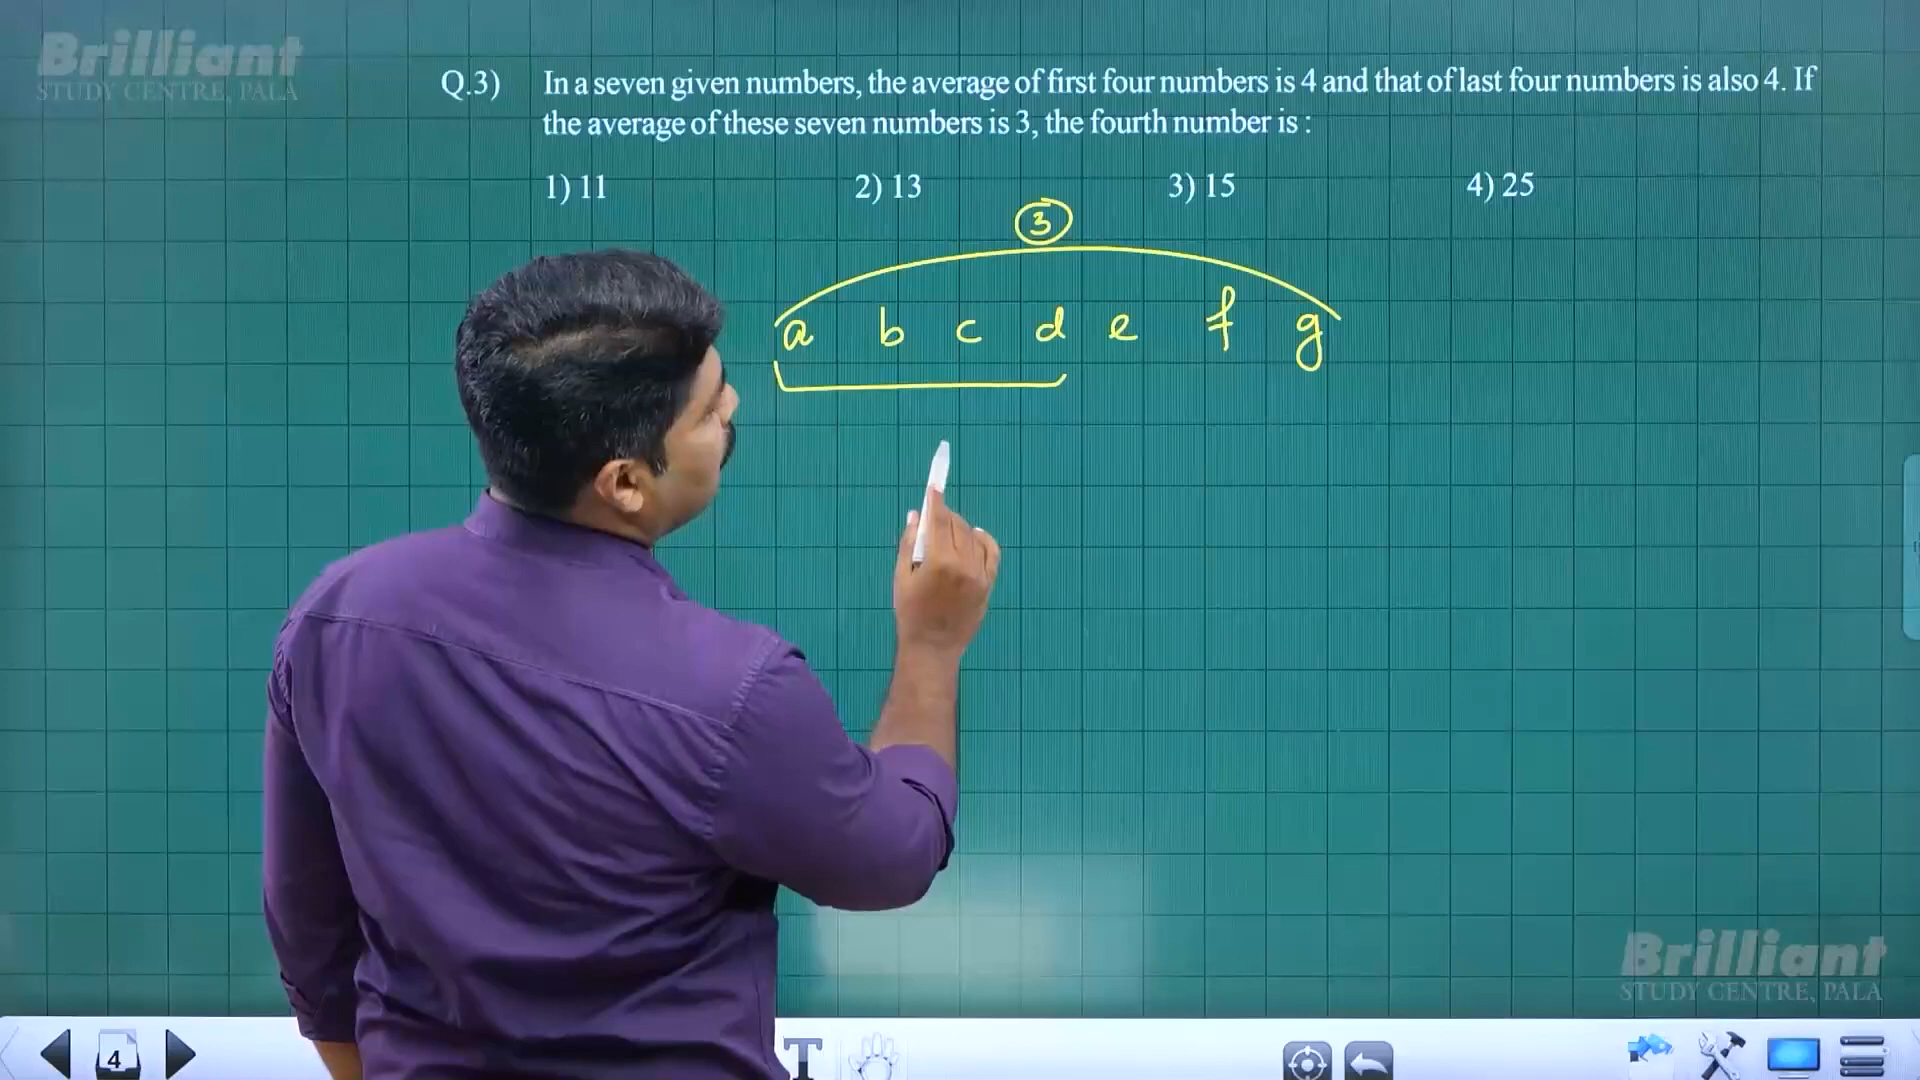 Brilliant
STUDY CENTRE, PALA
Q.3) In a seven given numbers, the average of first four numbers is 4 and that of last four numbers is also 4. If
the average of these seven numbers is 3, the fourth number is :
1) 11 2) 13 3) 15 4) 25
3
a b c d e f g
Brilliant
STUDY CENTRE, PALA
4 T